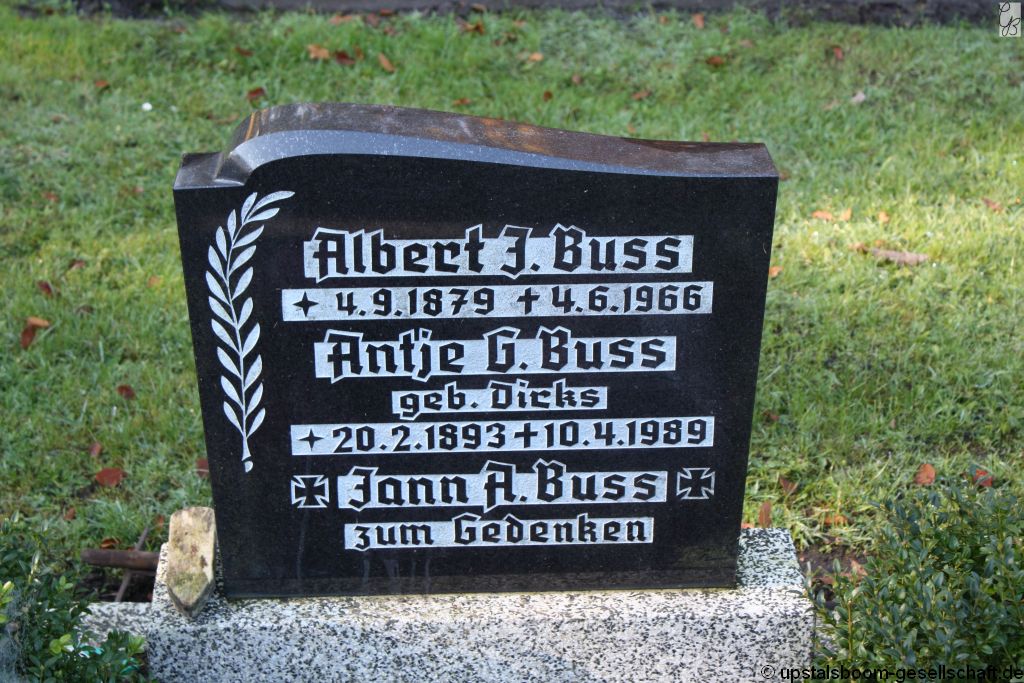 Albert J. Buss
4.9.1879 † 4.6.1966
Antje G. Buss
geb. Dirks
20.2.1893 † 10.4.1989
Jann A. Buss
zum Gedenken
© upstalsboom-gesellschaft.de